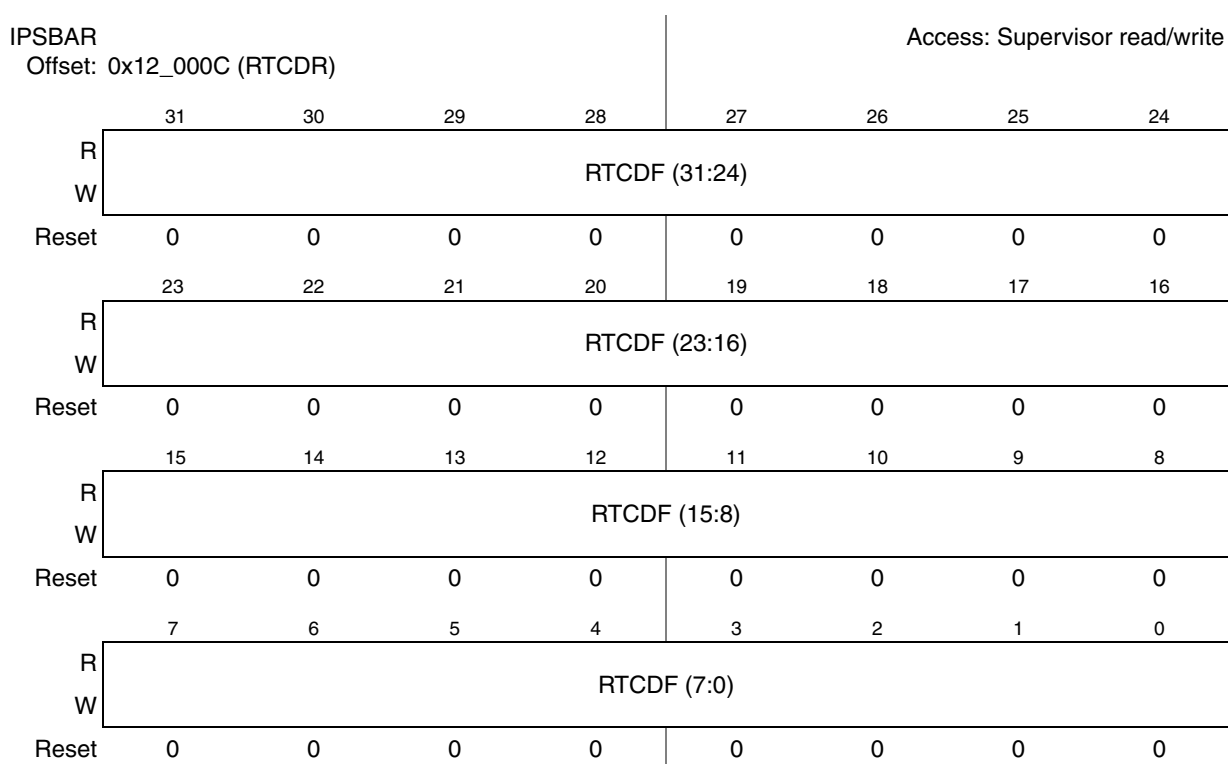 IPSBAR Access: Supervisor read/write
Offset: 0x12_000C (RTCDR)
31 30 29 28 27 26 25 24
R
RTCDF (31:24)
W
Reset 0 0 0 0 0 0 0 0
23 22 21 20 19 18 17 16
R
RTCDF (23:16)
W
Reset 0 0 0 0 0 0 0 0
15 14 13 12 11 10 9 8
R
RTCDF (15:8)
W
Reset 0 0 0 0 0 0 0 0
7 6 5 4 3 2 1 0
R
RTCDF (7:0)
W
Reset 0 0 0 0 0 0 0 0